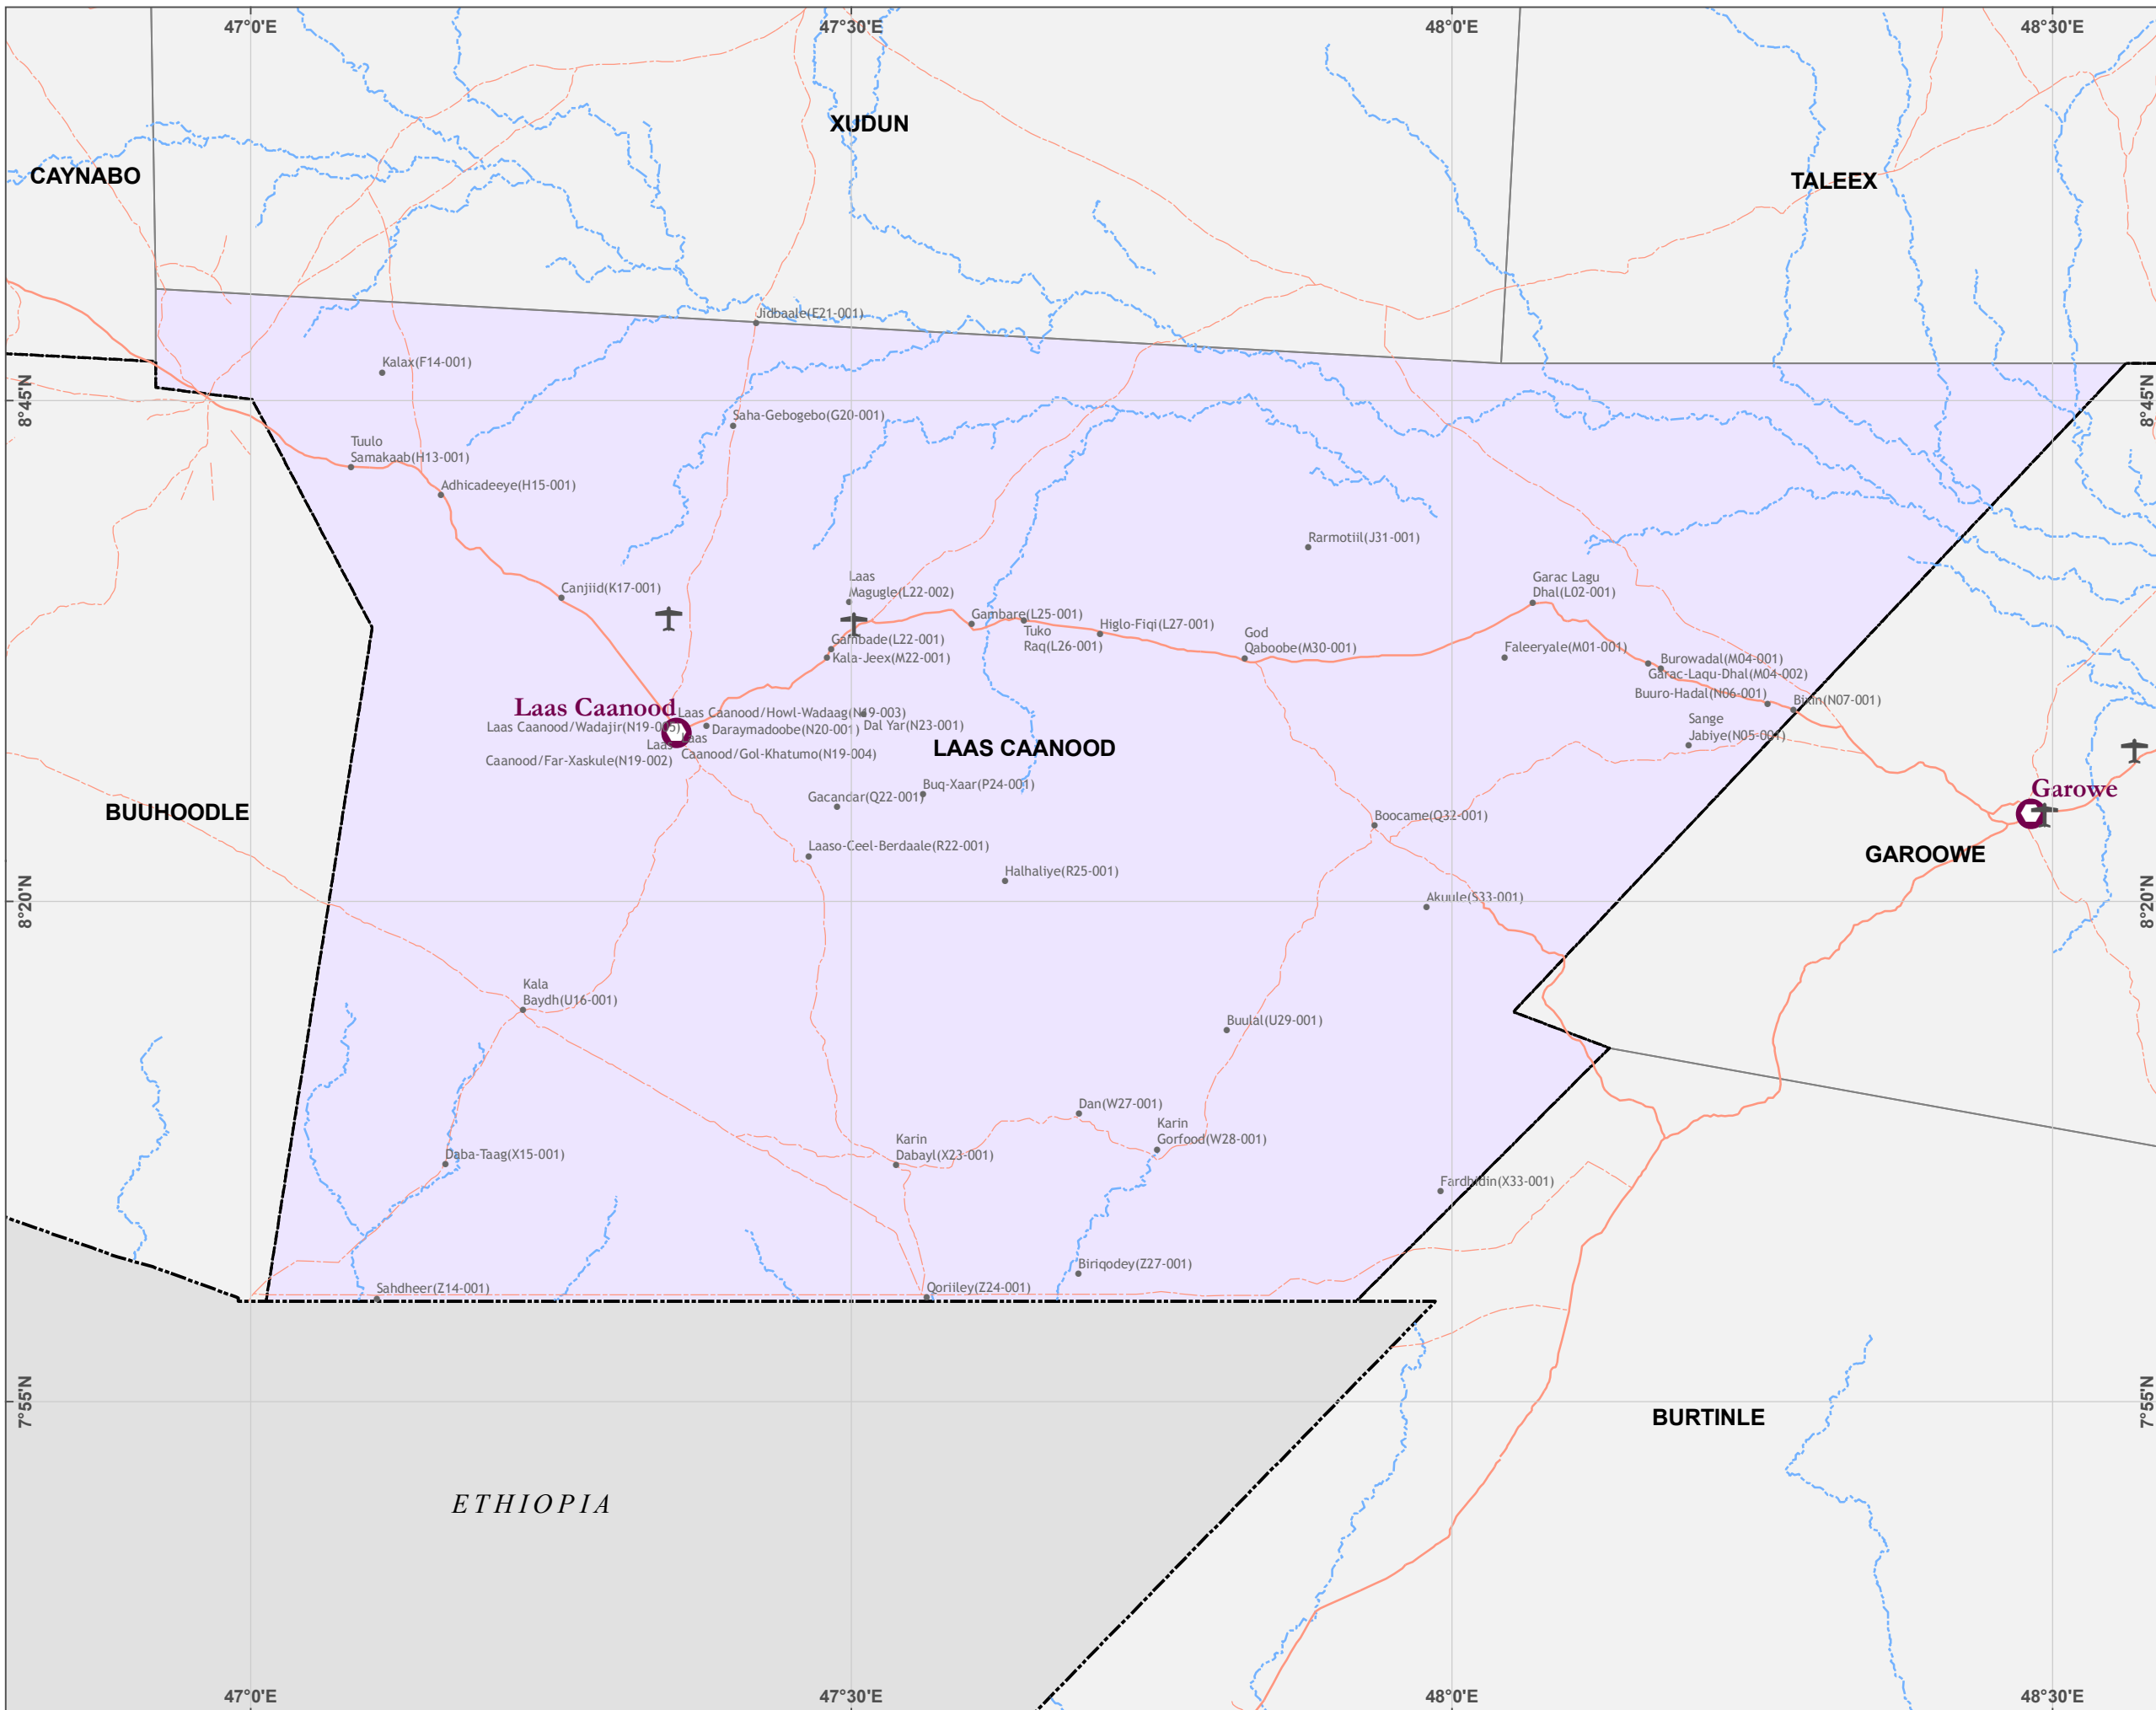 47°0'E
47°30'E
48°0'E
48°30'E
XUDUN
CAYNABO
TALEEX
Jidbaale(E21-001)
Kalax(F14-001)
8°45'N
8°45'N
Saha-Gebogebo(G20-001)
Tuulo
Samakaab(H13-001)
Adhicadeeye(H15-001)
Rarmotiil(J31-001)
Canjiid(K17-001)
Laas
Magugle(L22-002)
Garac Lagu
Dhal(L02-001)
Gambare(L25-001)
Tuko
Raq(L26-001)
Higlo-Fiqi(L27-001)
God
Qaboobe(M30-001)
Gambade(L22-001)
Kala-Jeex(M22-001)
Faleeryale(M01-001)
Burowadal(M04-001)
Garac-Laqu-Dhal(M04-002)
Buuro-Hadal(N06-001)
Bixin(N07-001)
Laas Caanood
Laas Caanood/Howl-Wadaag(N19-003)
Laas Caanood/Wadajir(N19-005)
Daraymadoobe(N20-001)
Dal Yar(N23-001)
Sange
Jabiye(N05-001)
Laas
Caanood/Gol-Khatumo(N19-004)
Laas
Caanood/Far-Xaskule(N19-002)
LAAS CAANOOD
Buq-Xaar(P24-001)
Gacandar(Q22-001)
Garowe
BUUHOODLE
Boocame(Q32-001)
Laaso-Ceel-Berdaale(R22-001)
GAROOWE
Halhaliye(R25-001)
8°20'N
8°20'N
Akuule(S33-001)
Kala
Baydh(U16-001)
Buulal(U29-001)
Dan(W27-001)
Karin
Gorfood(W28-001)
Karin
Dabayl(X23-001)
Daba-Taag(X15-001)
Fardhidin(X33-001)
Biriqodey(Z27-001)
Sahdheer(Z14-001)
Qoriiley(Z24-001)
7°55'N
7°55'N
BURTINLE
ETHIOPIA
47°0'E
47°30'E
48°0'E
48°30'E